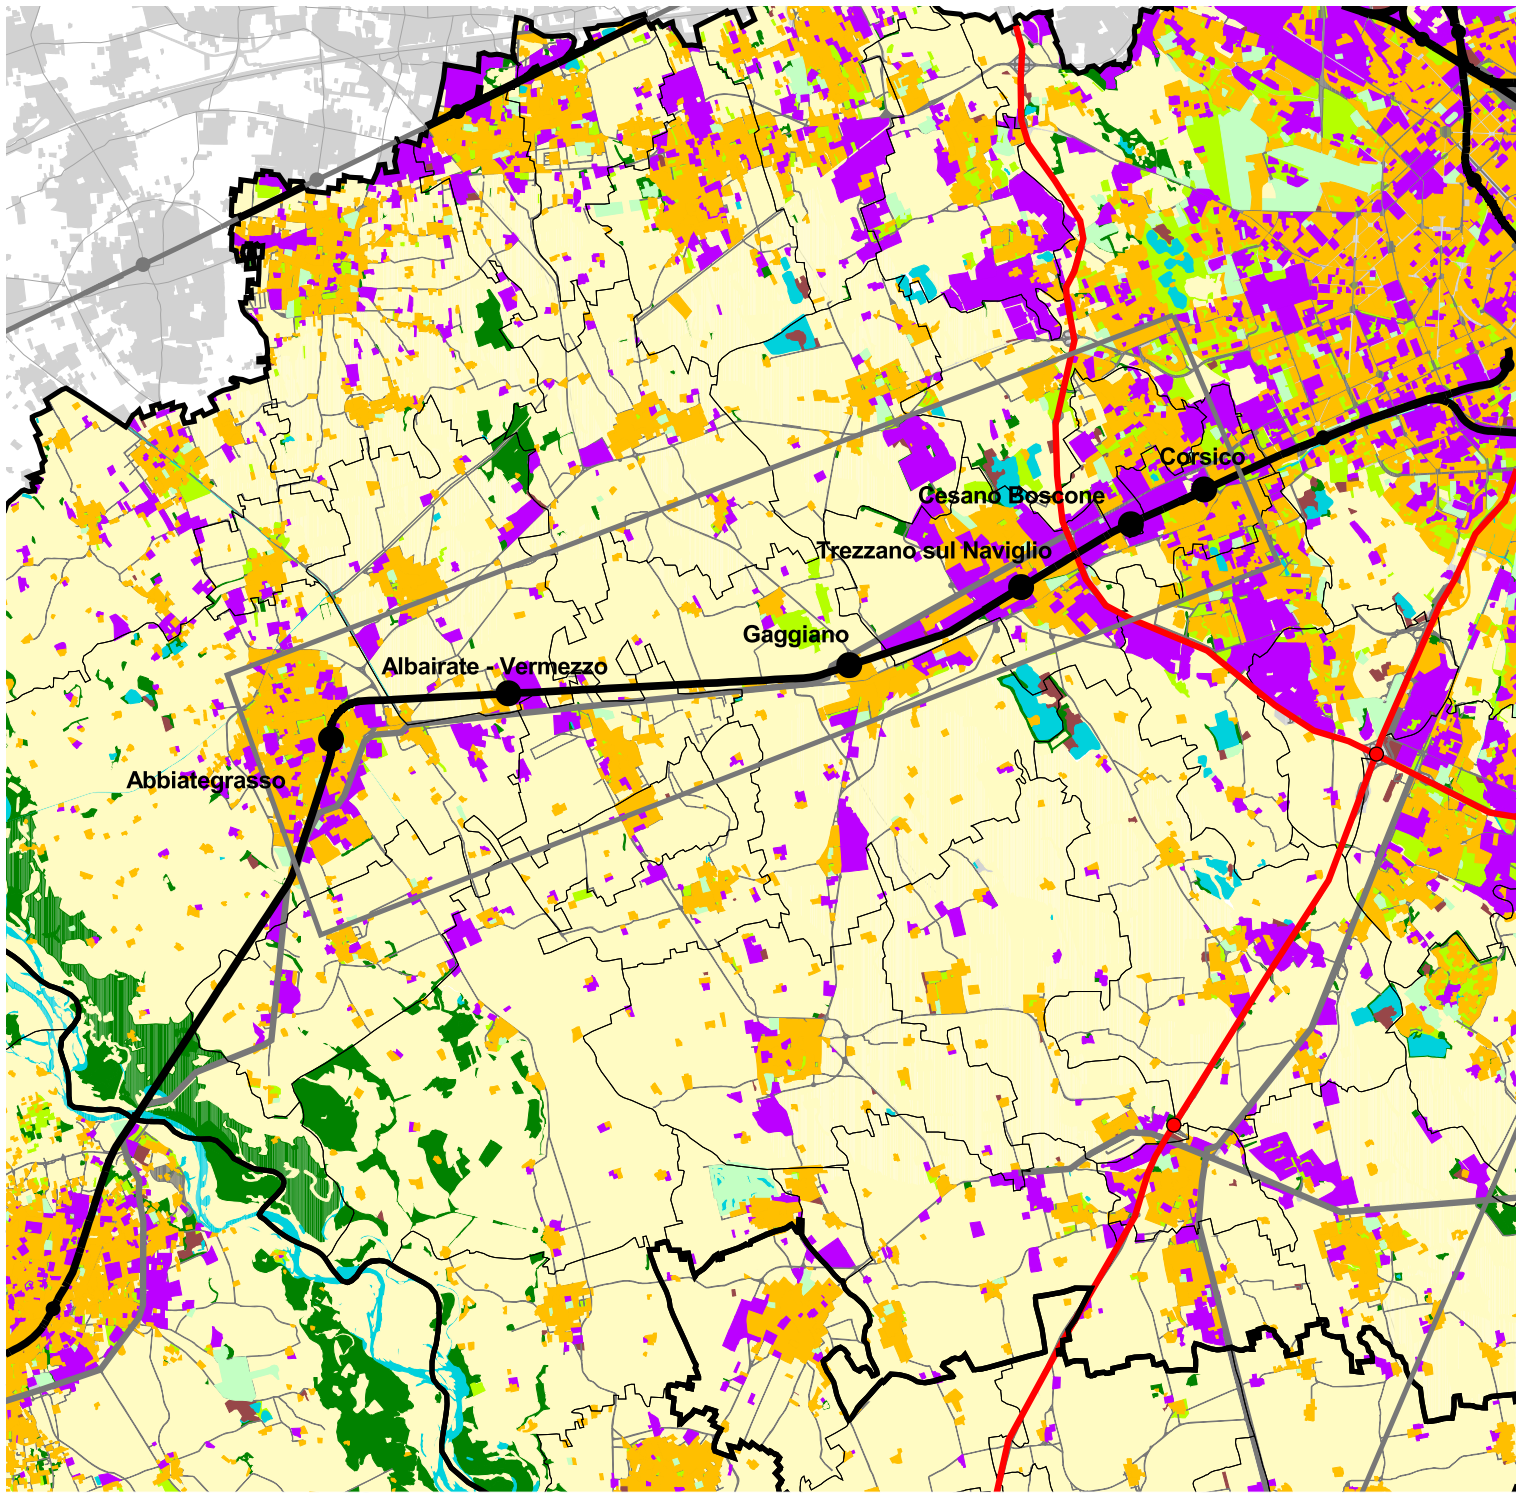 Corsico
Cesano Boscone
Trezzano sul Naviglio
Gaggiano
Albairate - Vermezzo
Abbiategrasso